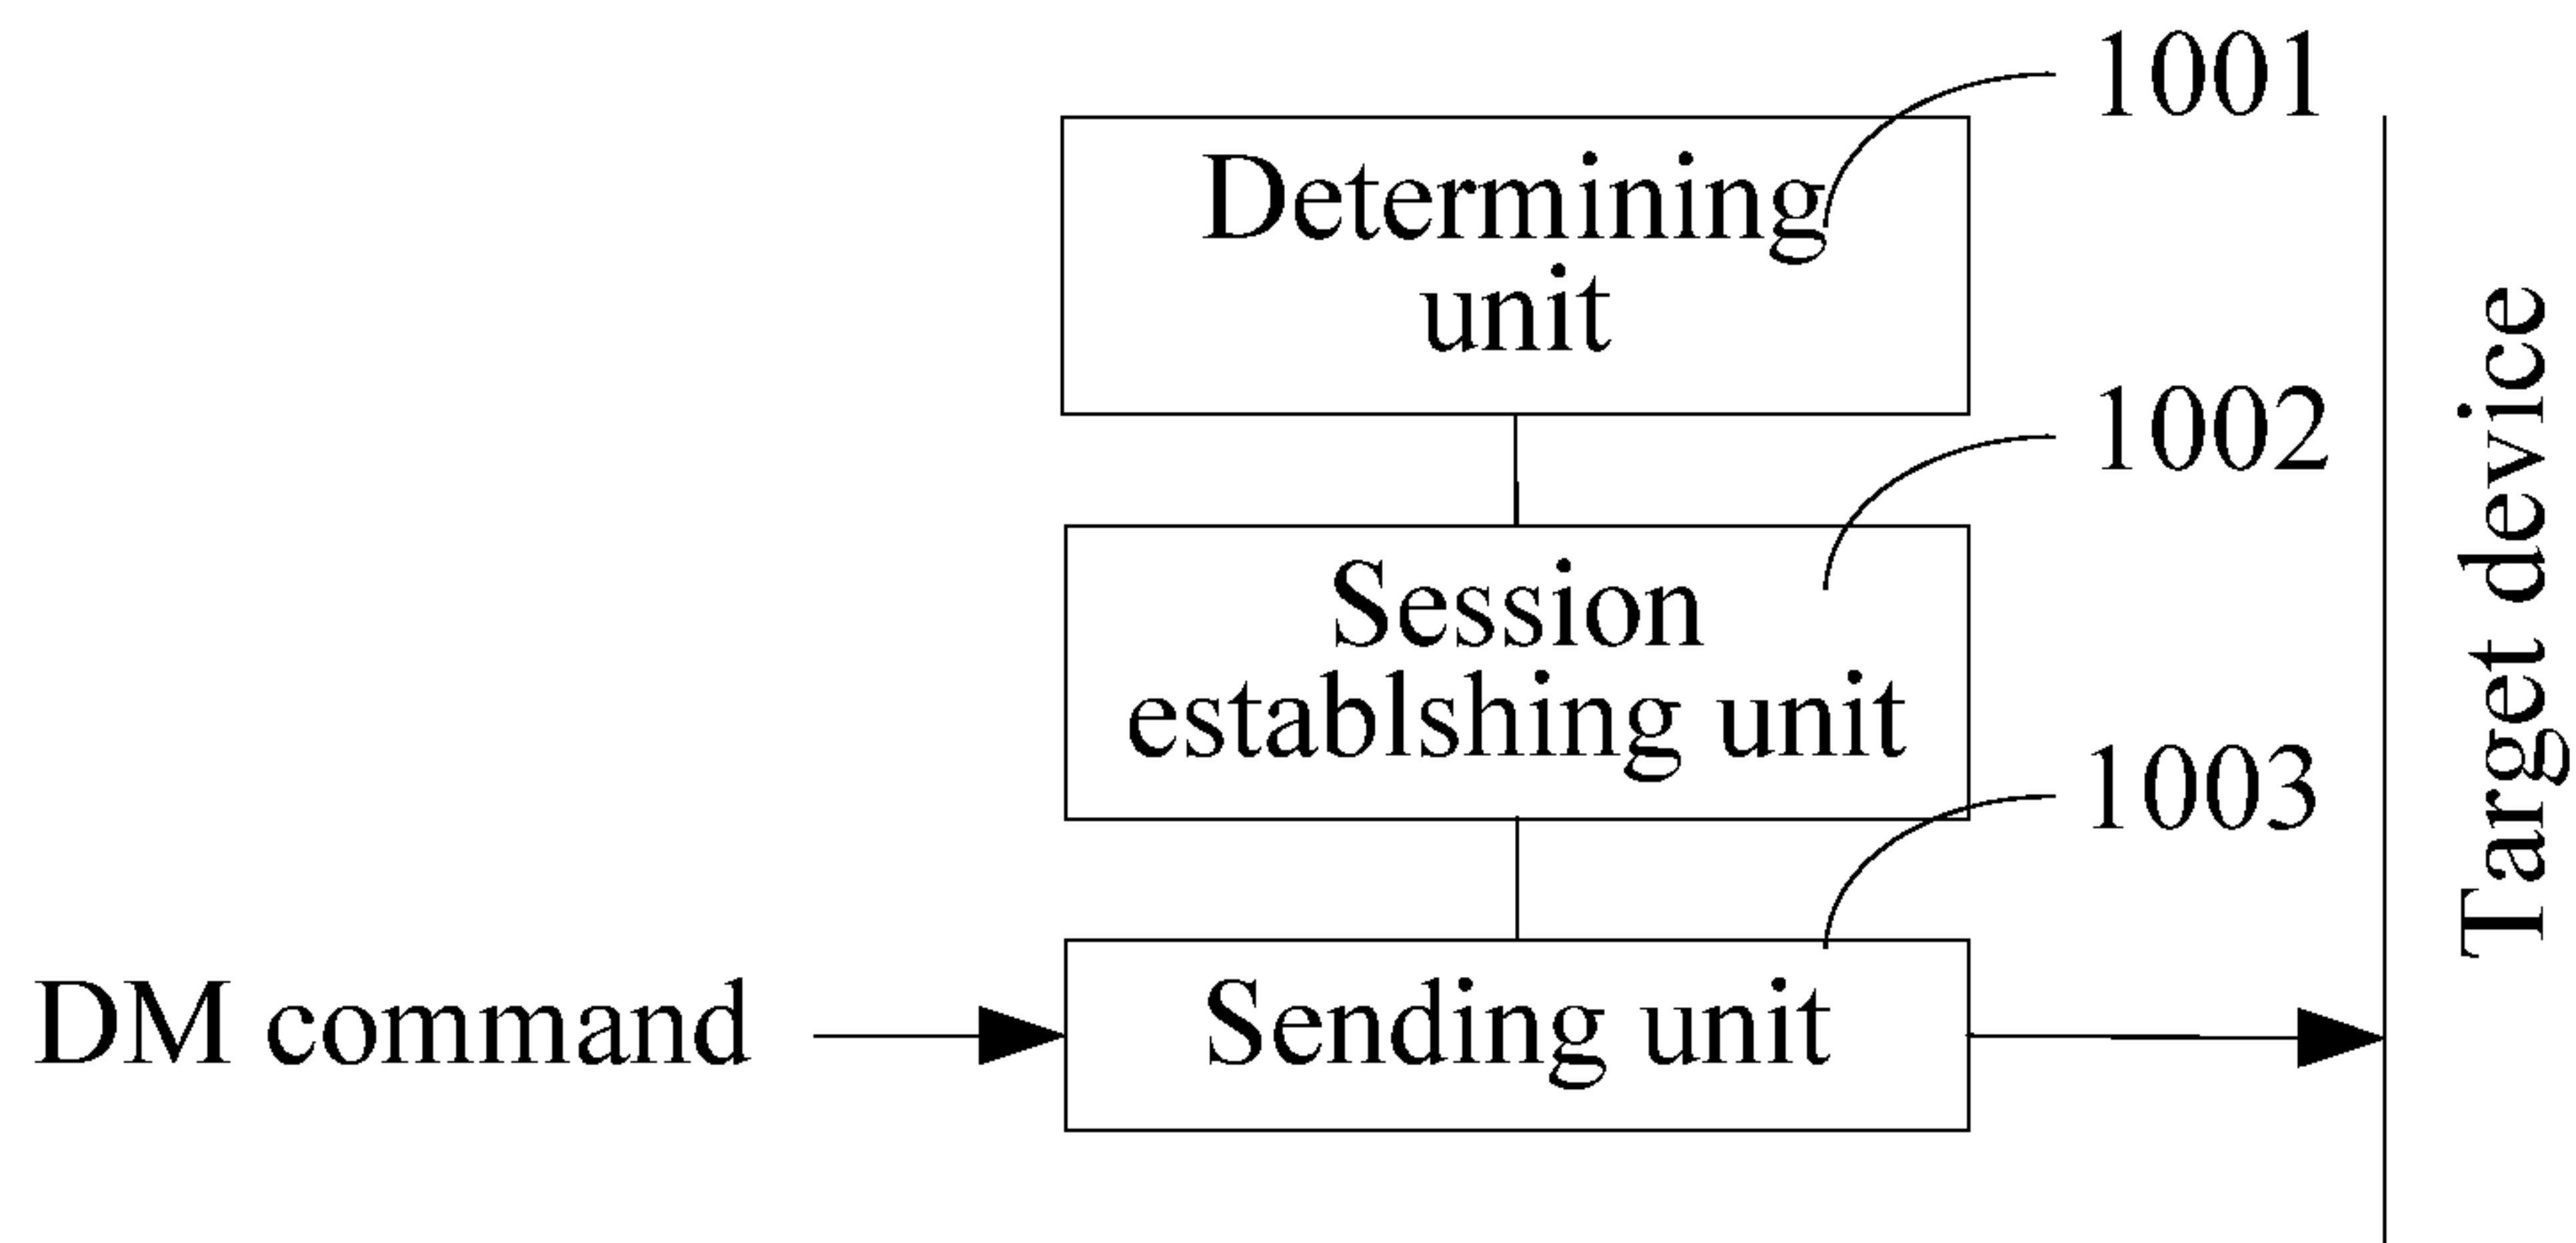 1001
Determining
unit
1002
Session
establshing unit
1003
DM command
Sending unit
Target device